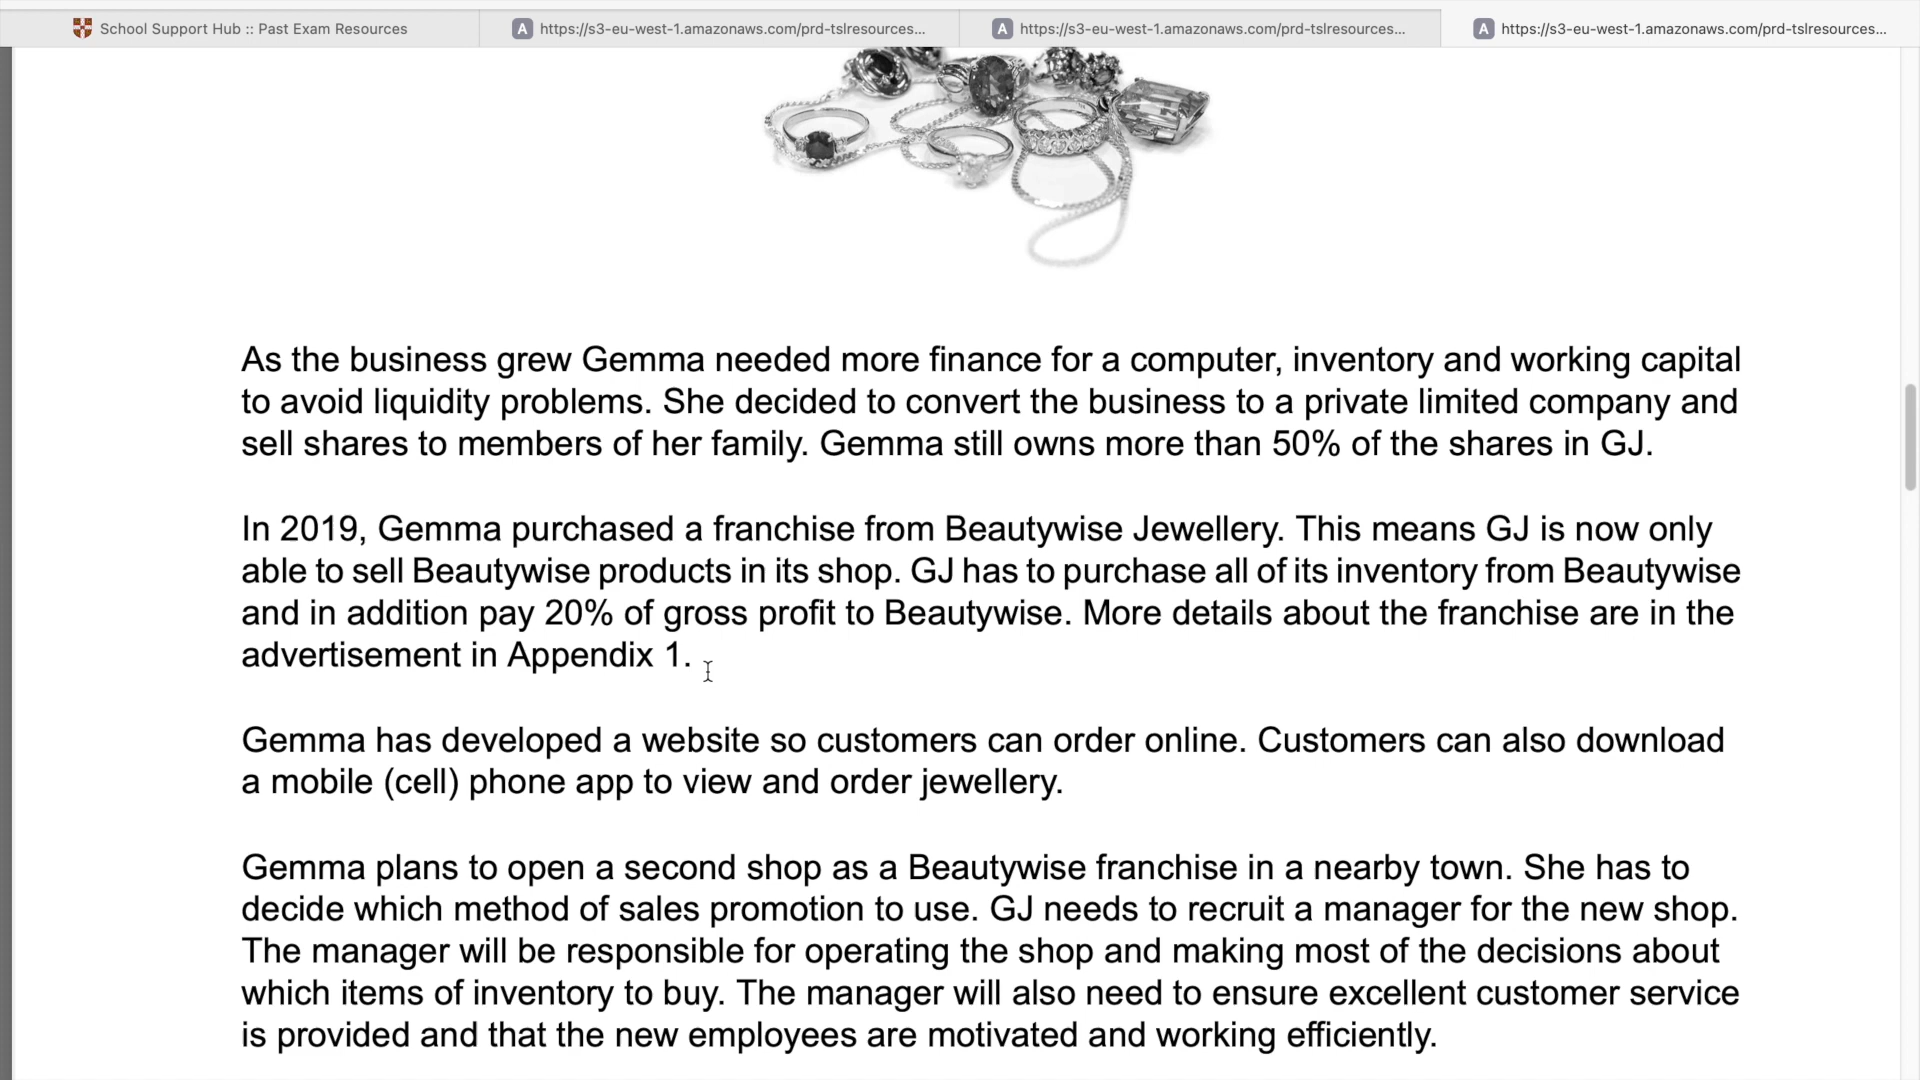 School Support Hub :: Past Exam Resources
A https://s3-eu-west-1.amazonaws.com/prd-tslresources...
A https://s3-eu-west-1.amazonaws.com/prd-tslresources...
A https://s3-eu-west-1.amazonaws.com/prd-tslresources...
As the business grew Gemma needed more finance for a computer, inventory and working capital
to avoid liquidity problems. She decided to convert the business to a private limited company and
sell shares to members of her family. Gemma still owns more than 50% of the shares in GJ.
In 2019, Gemma purchased a franchise from Beautywise Jewellery. This means GJ is now only
able to sell Beautywise products in its shop. GJ has to purchase all of its inventory from Beautywise
and in addition pay 20% of gross profit to Beautywise. More details about the franchise are in the
advertisement in Appendix 1.
Gemma has developed a website so customers can order online. Customers can also download
a mobile (cell) phone app to view and order jewellery.
Gemma plans to open a second shop as a Beautywise franchise in a nearby town. She has to
decide which method of sales promotion to use. GJ needs to recruit a manager for the new shop.
The manager will be responsible for operating the shop and making most of the decisions about
which items of inventory to buy. The manager will also need to ensure excellent customer service
is provided and that the new employees are motivated and working efficiently.